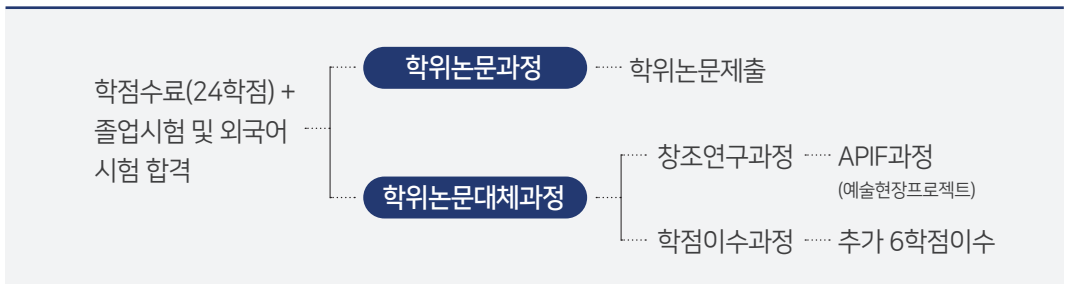 학점수료(24학점) +
졸업시험 및 외국어
시험 합격
학위논문과정
학위논문제출
학위논문대체과정
창조연구과정
APIF과정
(예술현장프로젝트)
학점이수과정
추가 6학점이수